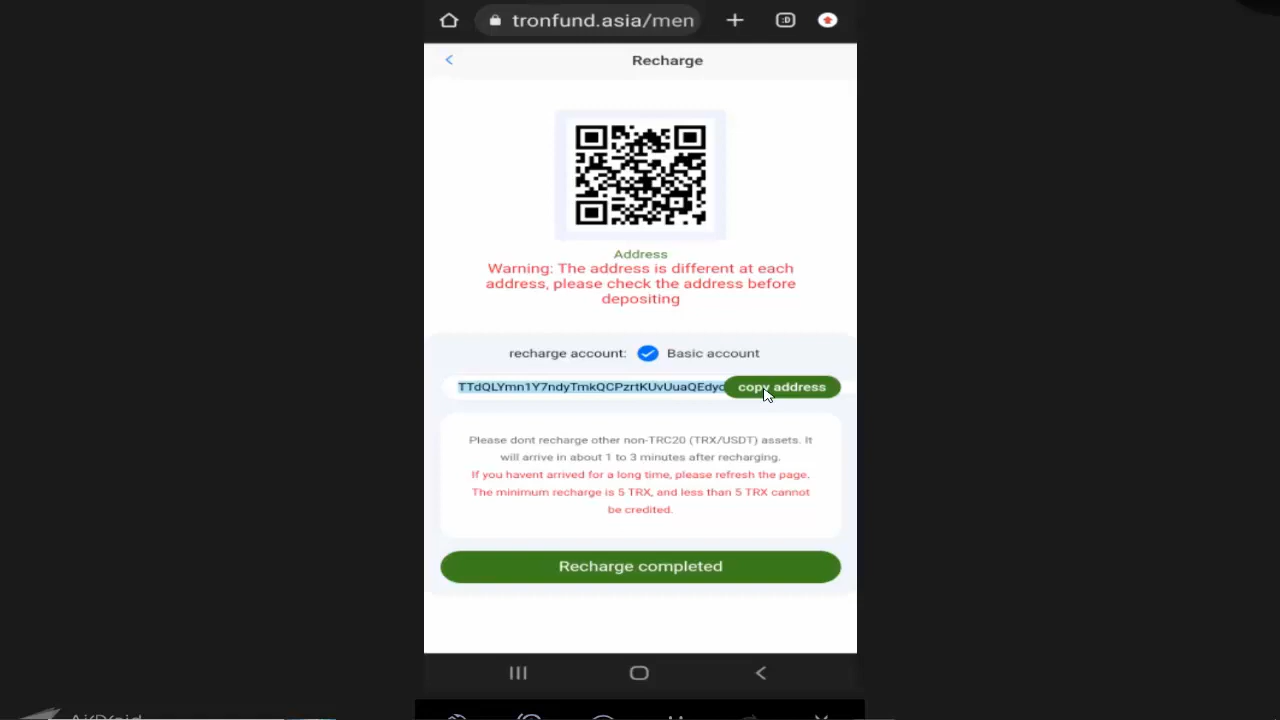 tronfund.asia/men
:D
Recharge
Address
Warning: The address is different at each
address, please check the address before
depositing
recharge account: Basic account
TTdQLYmn1Y7ndyTmkQCPzrtKUvUuaQEdyc copy address
Please dont recharge other non-TRC20 (TRX/USDT) assets. It
will arrive in about 1 to 3 minutes after recharging.
If you havent arrived for a long time, please refresh the page.
The minimum recharge is 5 TRX, and less than 5 TRX cannot
be credited.
Recharge completed
AirDroid